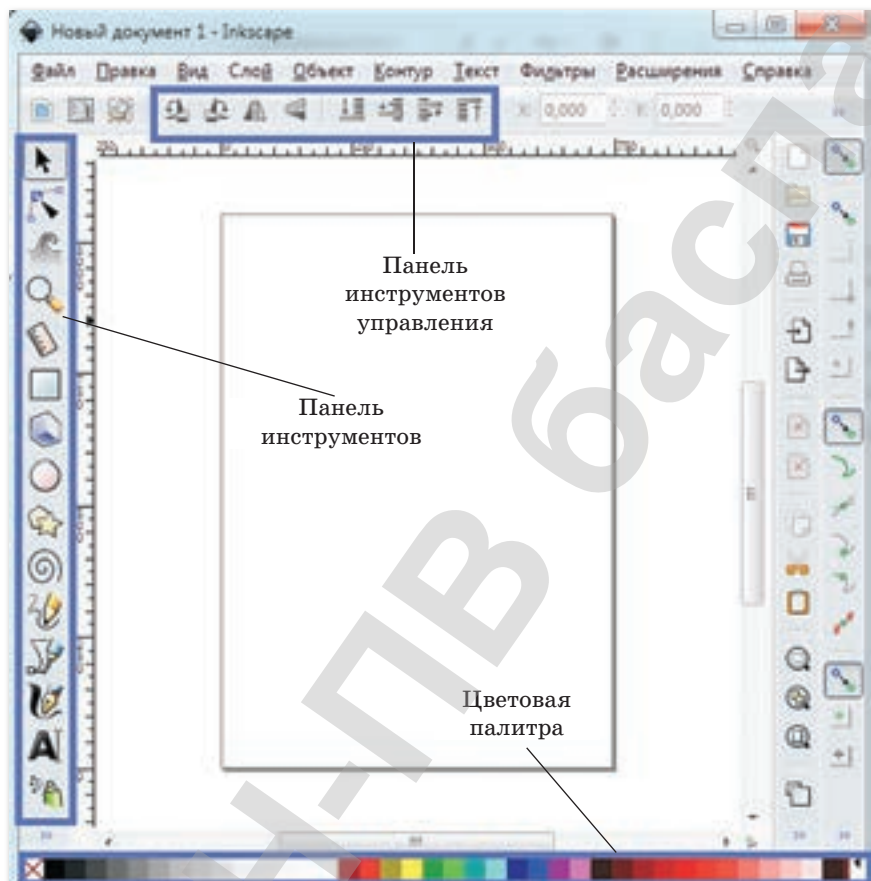 Новый документ 1 - Inkscape
Файл Правка Вид Слой Объект Контур Текст Фильтры Расширения Справка
X: 0,000 Y: 0,000
Панель
инструментов
управления
Панель
инструментов
Цветовая
палитра